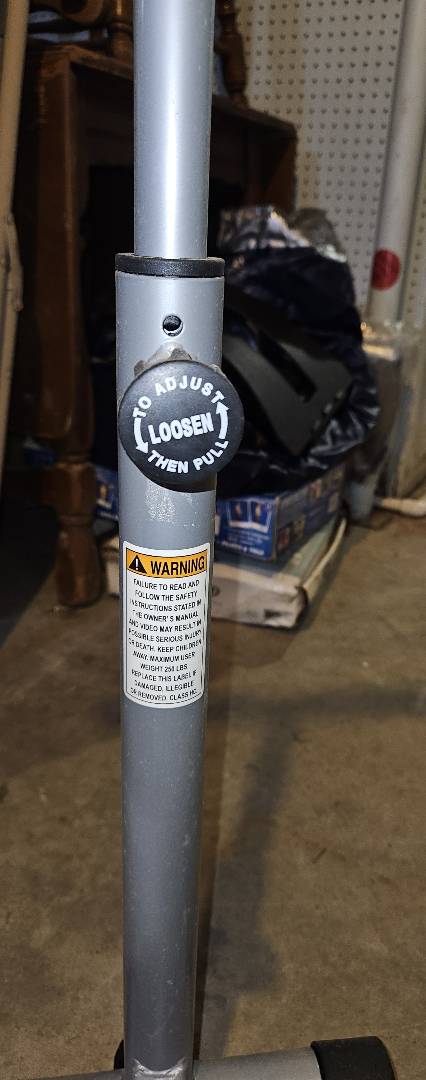 TO ADJUST
LOOSEN
THEN PULL
WARNING
FAILURE TO READ AND
FOLLOW THE SAFETY
INSTRUCTIONS STATED IN
THE OWNER'S MANUAL
AND VIDEO MAY RESULT IN
POSSIBLE SERIOUS INJURY
OR DEATH. KEEP CHILDREN
AWAY. MAXIMUM USER
WEIGHT 250 LBS.
REPLACE THIS LABEL IF
DAMAGED, ILLEGIBLE
OR REMOVED. CLASS HC